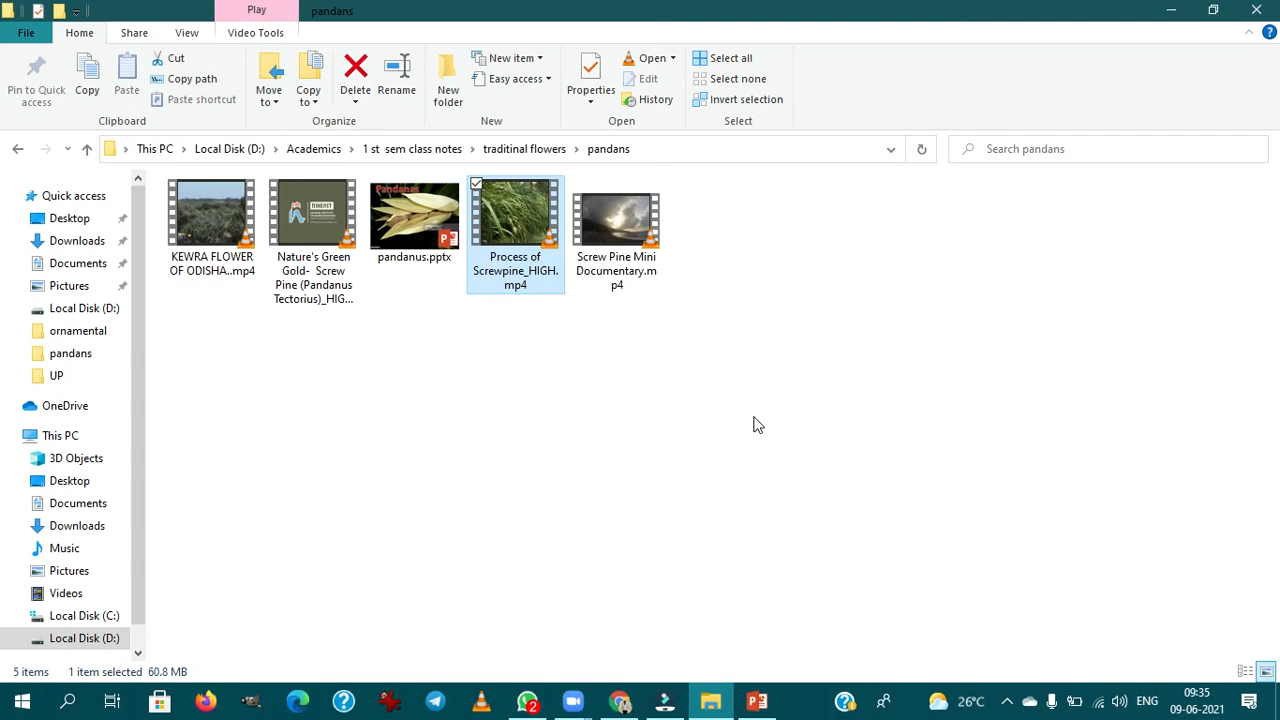 Play
pandans
File
Home
Share
View
Video Tools
Pin to Quick
access
Copy
Paste
Cut
Copy path
Paste shortcut
Clipboard
Move
to
Copy
to
Delete
Rename
Organize
New
folder
New item
Easy access
New
Properties
Open
Edit
History
Open
Select all
Select none
Invert selection
Select
This PC
Local Disk (D:)
Academics
1 st sem class notes
traditinal flowers
pandans
Search pandans
Quick access
Desktop
Downloads
Documents
Pictures
Local Disk (D:)
ornamental
pandans
UP
OneDrive
This PC
3D Objects
Desktop
Documents
Downloads
Music
Pictures
Videos
Local Disk (C:)
Local Disk (D:)
KEWRA FLOWER
OF ODISHA..mp4
NIHEAST
Nature's Green
Gold- Screw
Pine (Pandanus
Tectorius)_HIG...
Pandanas
pandanus.pptx
Process of
Screwpine_HIGH.
mp4
Screw Pine Mini
Documentary.m
p4
5 items
1 item selected 60.8 MB
2
26°C
ENG
09:35
09-06-2021